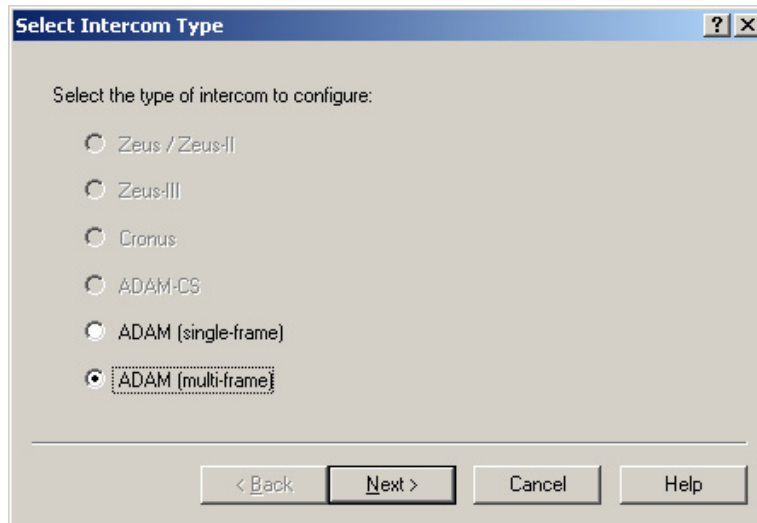 Select Intercom Type
Select the type of intercom to configure:
Zeus / Zeus-II
Zeus-III
Cronus
ADAM-CS
ADAM (single-frame)
ADAM (multi-frame)
< Back Next > Cancel Help